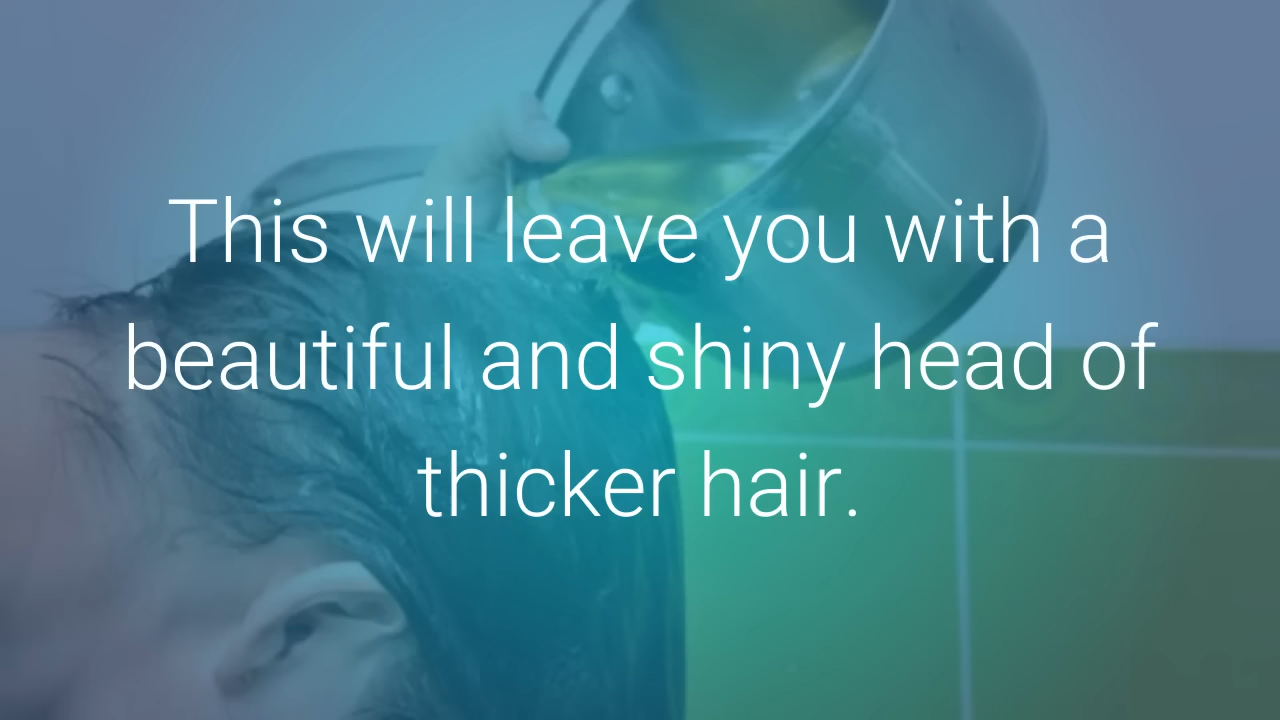 This will leave you with a
beautiful and shiny head of
thicker hair.